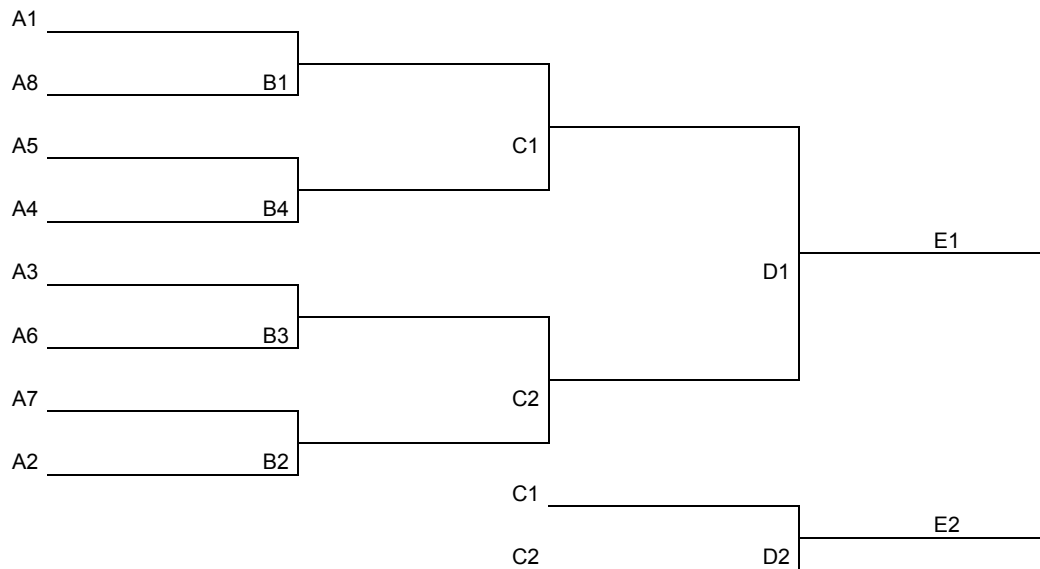 A1
A8 B1
A5 C1
A4 B4
E1
A3 D1
A6 B3
A7 C2
A2 B2
C1
E2
C2 D2